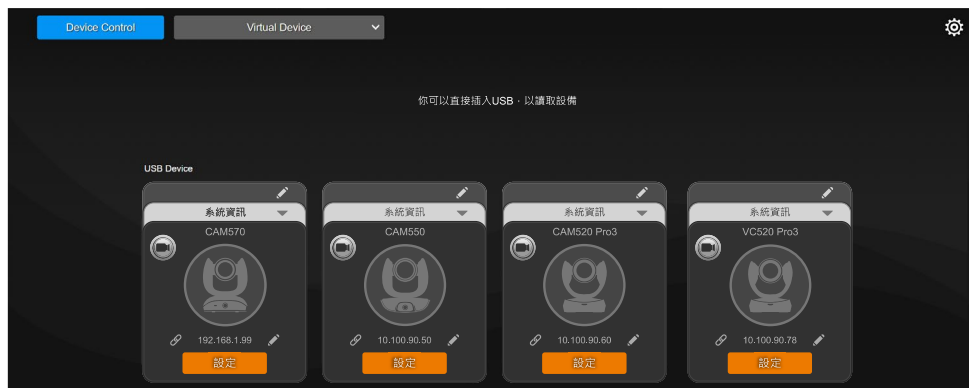 Device Control
Virtual Device
你可以直接插入USB，以讀取設備
USB Device
系統資訊
CAM570
192.168.1.99
設定
系統資訊
CAM550
10.100.90.50
設定
系統資訊
CAM520 Pro3
10.100.90.60
設定
系統資訊
VC520 Pro3
10.100.90.78
設定